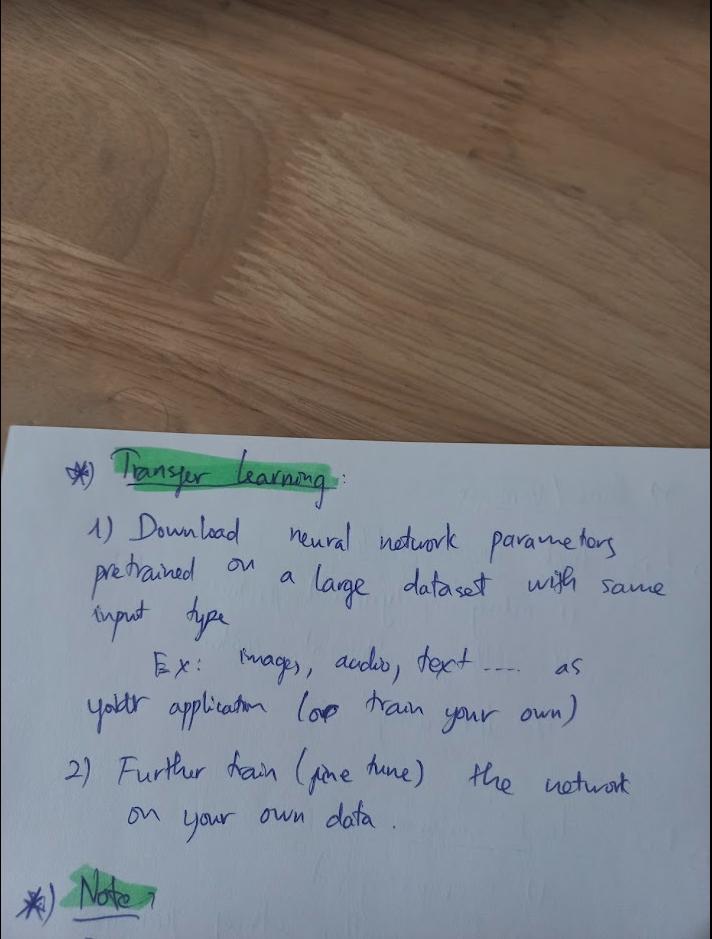 *) Transfer learning:
1) Download neural network parameters
pretrained on a large dataset with same
input type
Ex: images, audio, text .... as
your application (or train your own)
2) Further train (fine tune) the network
on your own data.
*) Note